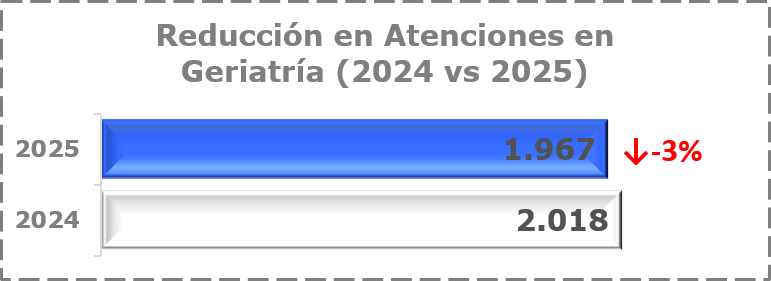 Reducción en Atenciones en
Geriatría (2024 vs 2025)
2025 1.967 ↓-3%
2024 2.018